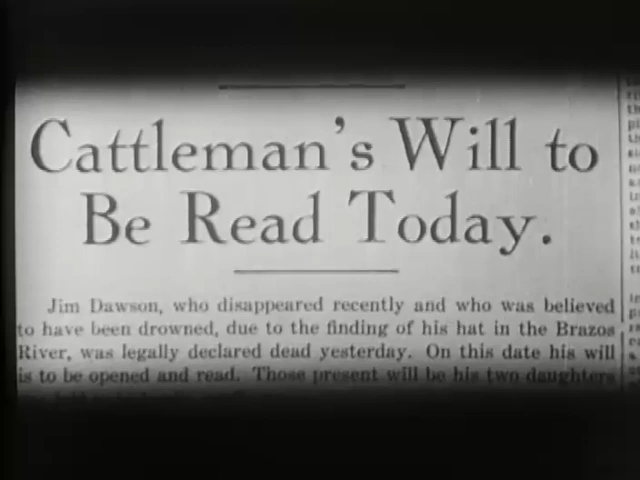 Cattleman's Will to
Be Read Today.
Jim Dawson, who disappeared recently and who was believed
to have been drowned, due to the finding of his hat in the Brazos
River, was legally declared dead yesterday. On this date his will
is to be opened and read. Those present will be his two daughters